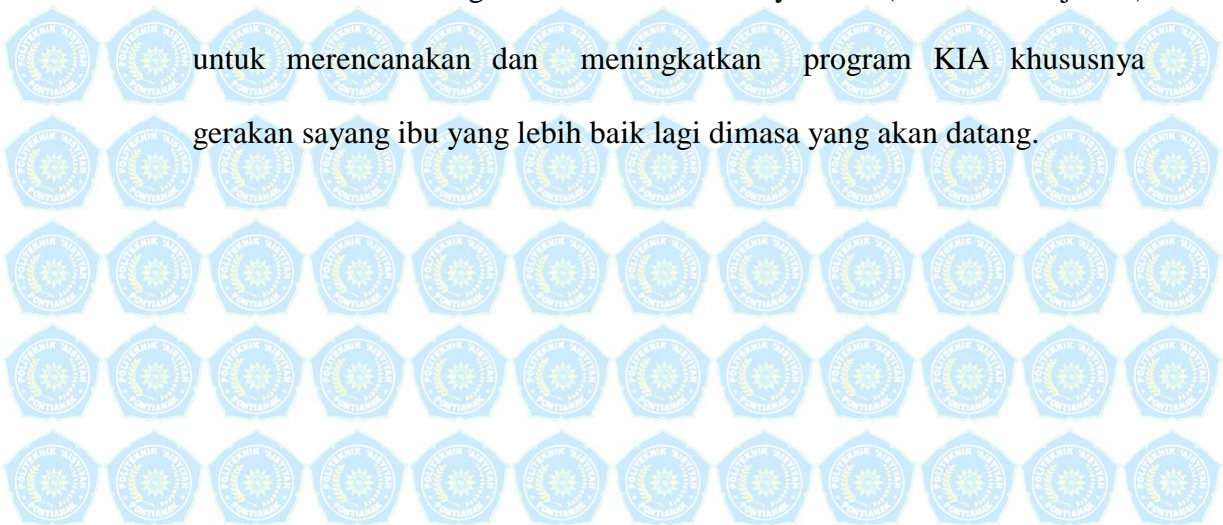 untuk merencanakan dan meningkatkan program KIA khususnya
gerakan sayang ibu yang lebih baik lagi dimasa yang akan datang.